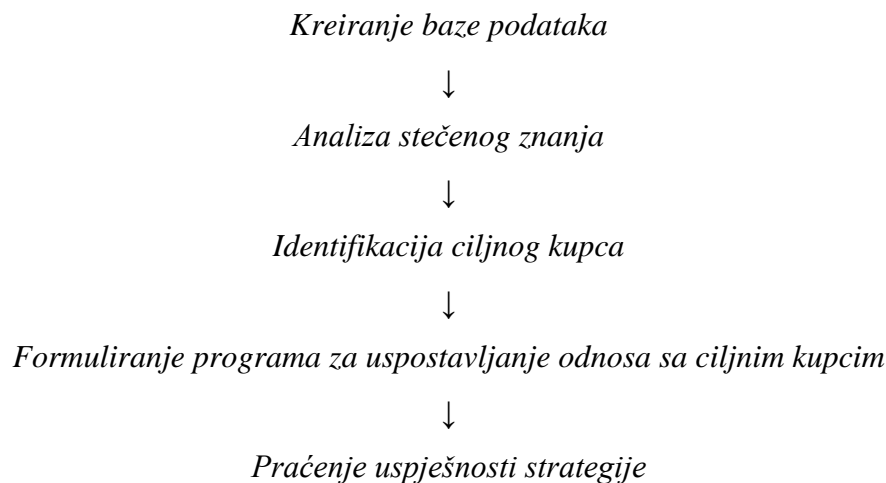 Kreiranje baze podataka
↓
Analiza stečenog znanja
↓
Identifikacija ciljnog kupca
↓
Formuliranje programa za uspostavljanje odnosa sa ciljnim kupcim
↓
Praćenje uspješnosti strategije